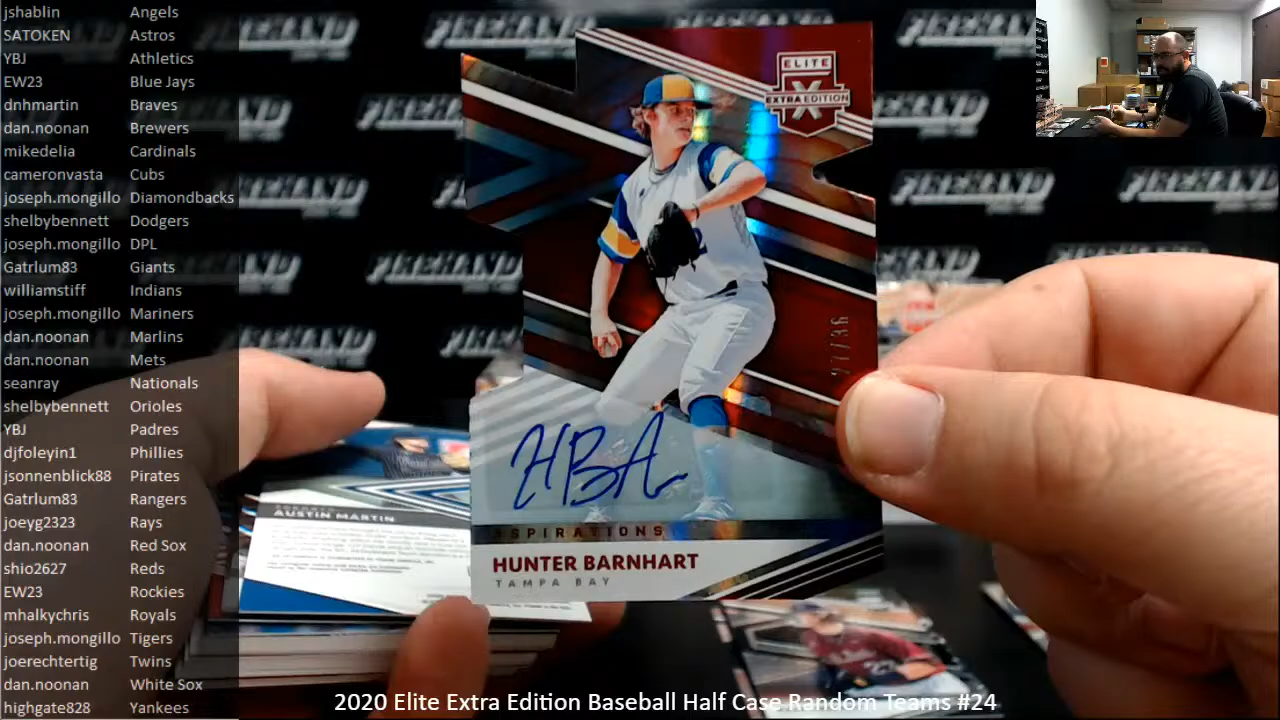 jshablin Angels
SATOKEN Astros
YBJ Athletics
EW23 Blue Jays
dnhmartin Braves
dan.noonan Brewers
mikedelia Cardinals
cameronvasta Cubs
joseph.mongillo Diamondbacks
shelbybennett Dodgers
joseph.mongillo DPL
Gatrlum83 Giants
williamstiff Indians
joseph.mongillo Mariners
dan.noonan Marlins
dan.noonan Mets
seanray Nationals
shelbybennett Orioles
YBJ Padres
djfoleyin1 Phillies
jsonnenblick88 Pirates
Gatrlum83 Rangers
joeyg2323 Rays
dan.noonan Red Sox
shio2627 Reds
EW23 Rockies
mhalkychris Royals
joseph.mongillo Tigers
joerechtertig Twins
dan.noonan White Sox
highgate828 Yankees
FIREHAND
ELITE
X
EXTRA EDITION
HBA
ASPIRATIONS
HUNTER BARNHART
TAMPA BAY
TORONTO
AUSTIN MARTIN
2020 Elite Extra Edition Baseball Half Case Random Teams #24